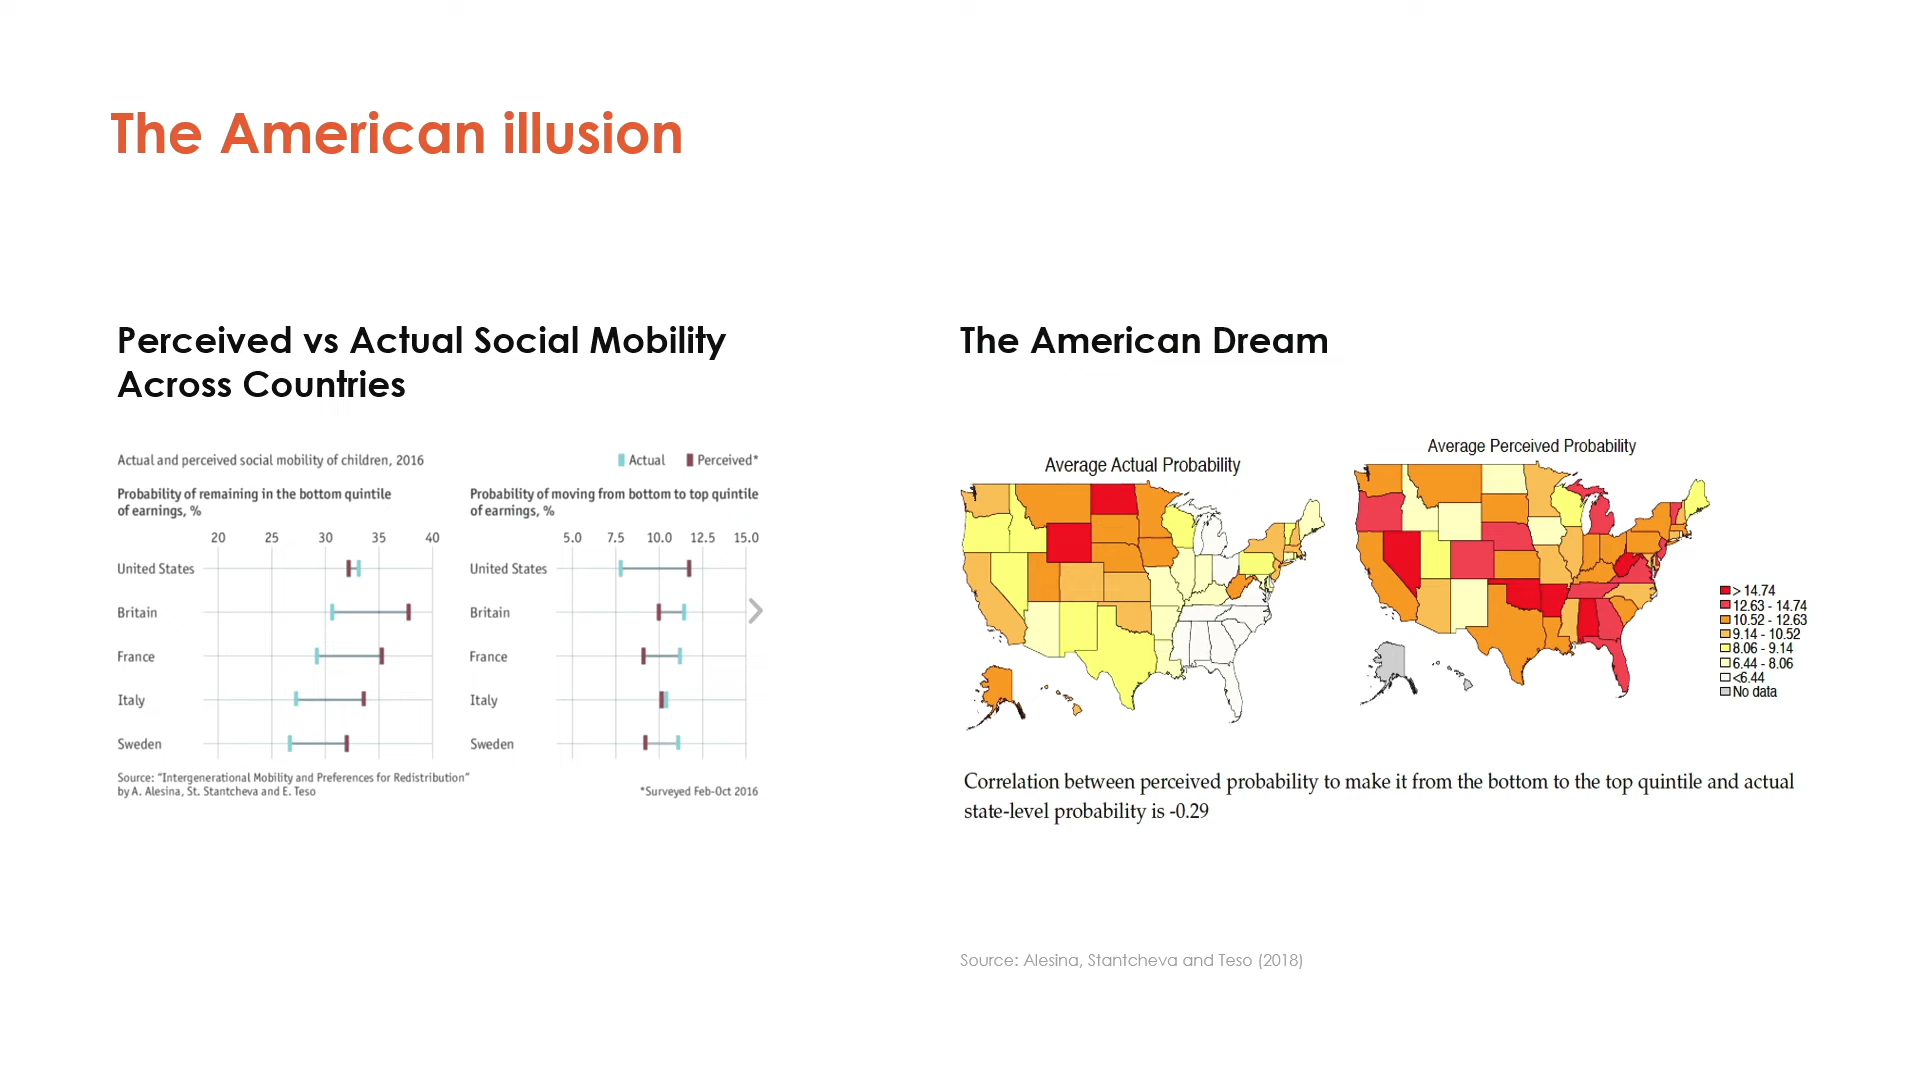 The American illusion
Perceived vs Actual Social Mobility
Across Countries
Actual and perceived social mobility of children, 2016
Actual
Perceived*
Probability of remaining in the bottom quintile
of earnings, %
20 25 30 35 40
United States
Britain
France
Italy
Sweden
Probability of moving from bottom to top quintile
of earnings, %
5.0 7.5 10.0 12.5 15.0
United States
Britain
France
Italy
Sweden
Source: "Intergenerational Mobility and Preferences for Redistribution"
by A. Alesina, St. Stantcheva and E. Teso
*Surveyed Feb-Oct 2016
The American Dream
Average Actual Probability
Average Perceived Probability
> 14.74
12.63 - 14.74
10.52 - 12.63
9.14 - 10.52
8.06 - 9.14
6.44 - 8.06
<6.44
No data
Correlation between perceived probability to make it from the bottom to the top quintile and actual
state-level probability is -0.29
Source: Alesina, Stantcheva and Teso (2018)